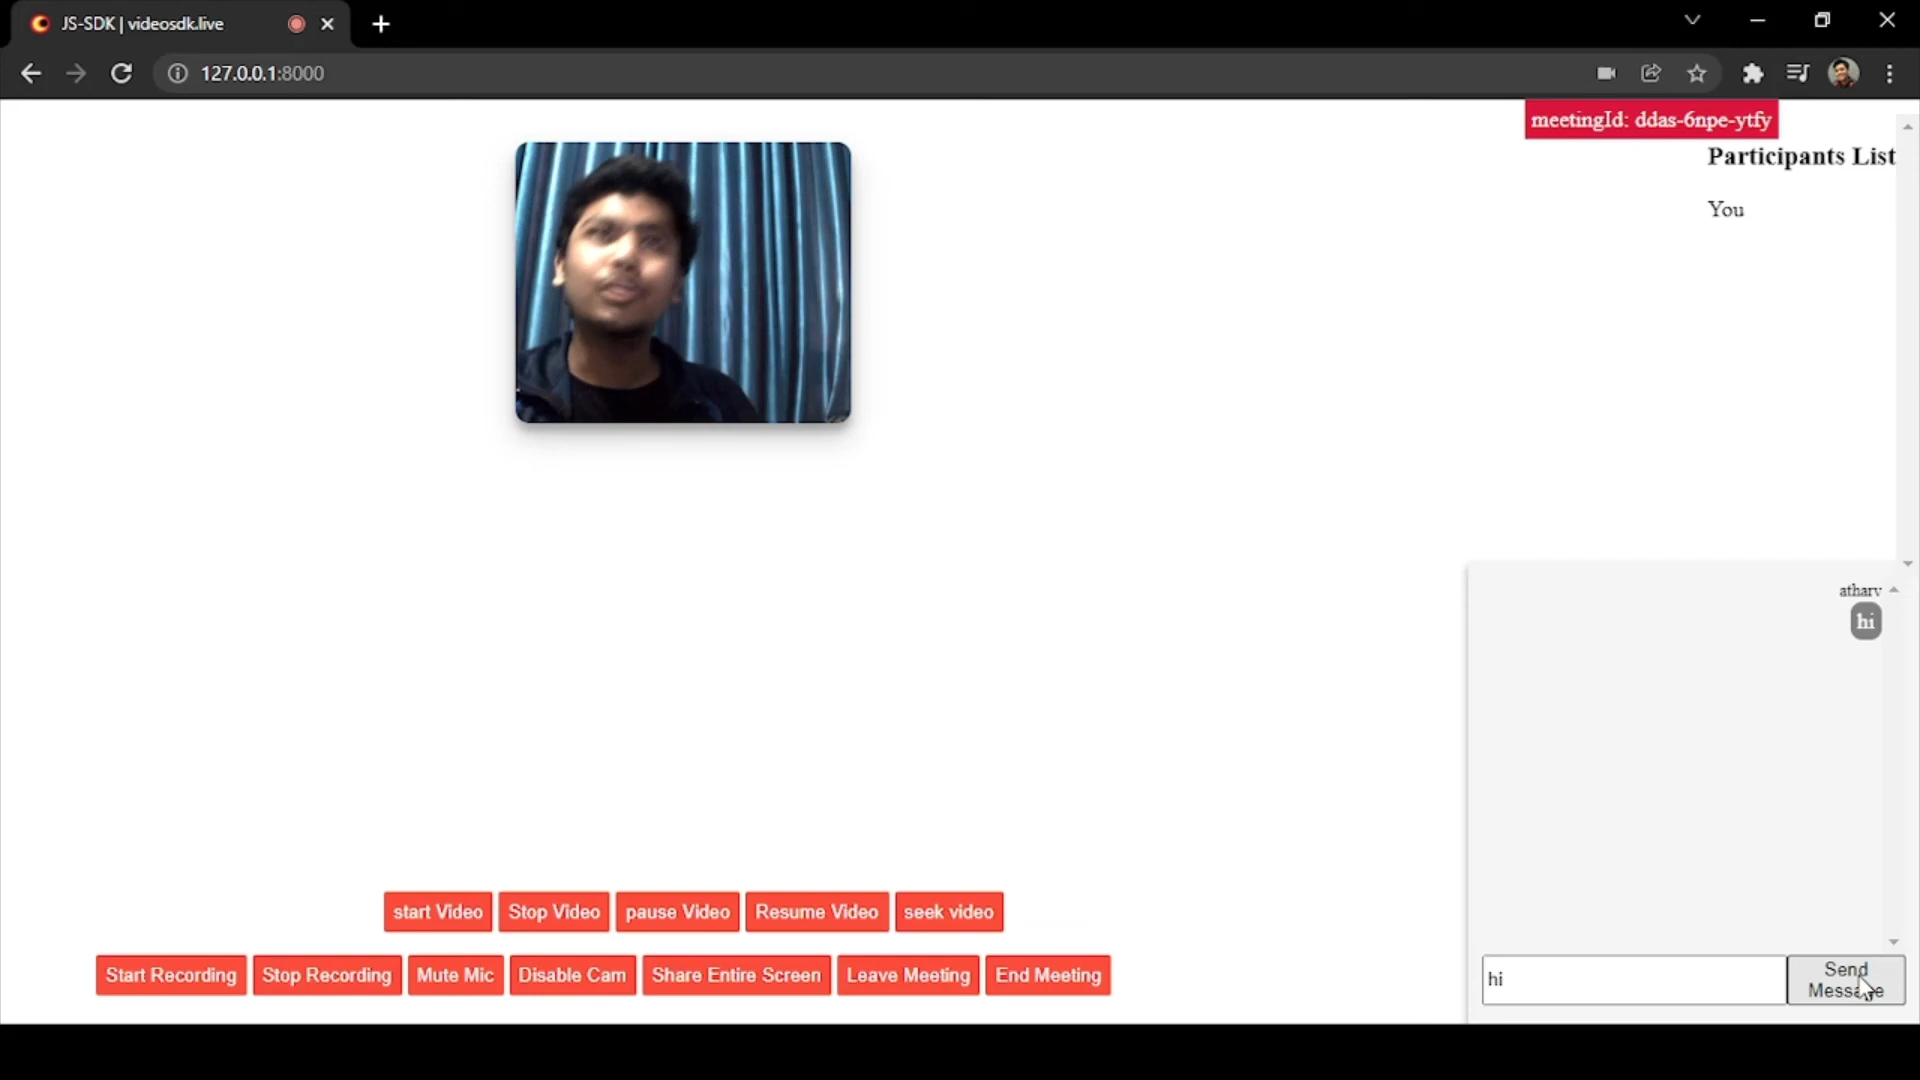 JS-SDK | videosdk.live
127.0.0.1:8000
meetingId: ddas-6npe-ytfy
Participants List
You
atharv
hi
start Video
Stop Video
pause Video
Resume Video
seek video
Start Recording
Stop Recording
Mute Mic
Disable Cam
Share Entire Screen
Leave Meeting
End Meeting
hi
Send
Message